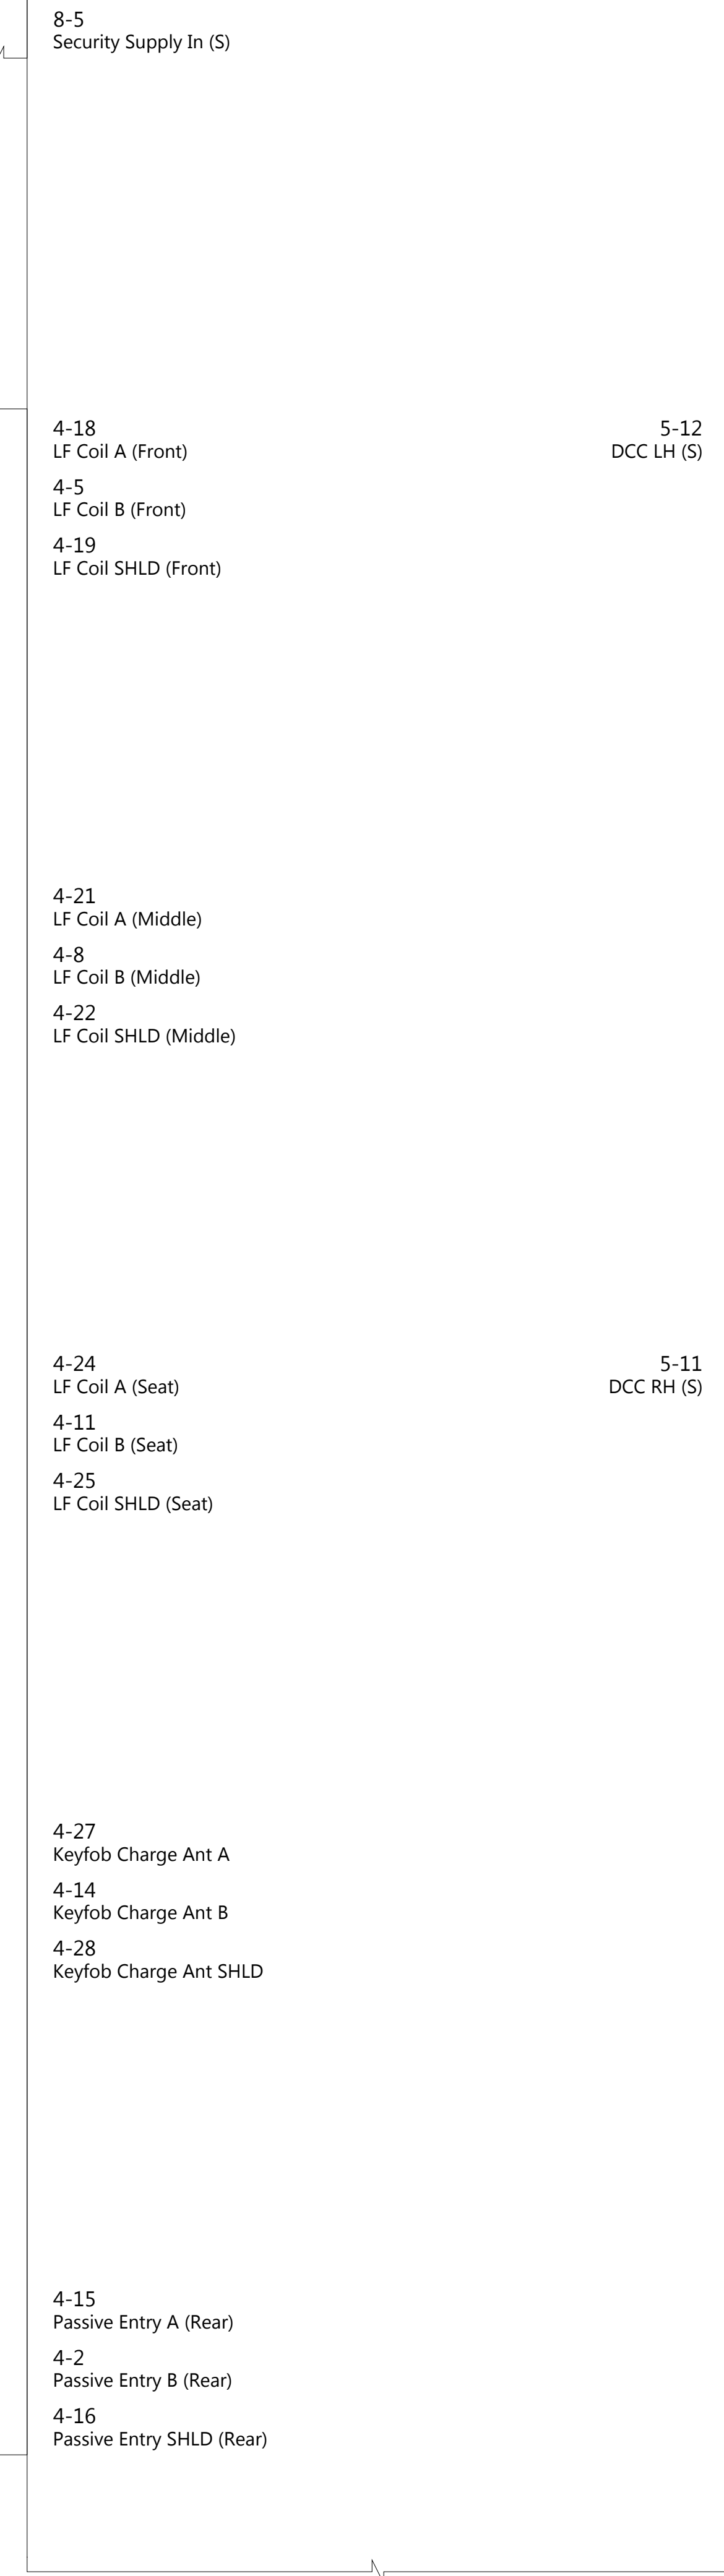 8-5
Security Supply In (S)
4-18
LF Coil A (Front)
5-12
DCC LH (S)
4-5
LF Coil B (Front)
4-19
LF Coil SHLD (Front)
4-21
LF Coil A (Middle)
4-8
LF Coil B (Middle)
4-22
LF Coil SHLD (Middle)
4-24
LF Coil A (Seat)
5-11
DCC RH (S)
4-11
LF Coil B (Seat)
4-25
LF Coil SHLD (Seat)
4-27
Keyfob Charge Ant A
4-14
Keyfob Charge Ant B
4-28
Keyfob Charge Ant SHLD
4-15
Passive Entry A (Rear)
4-2
Passive Entry B (Rear)
4-16
Passive Entry SHLD (Rear)